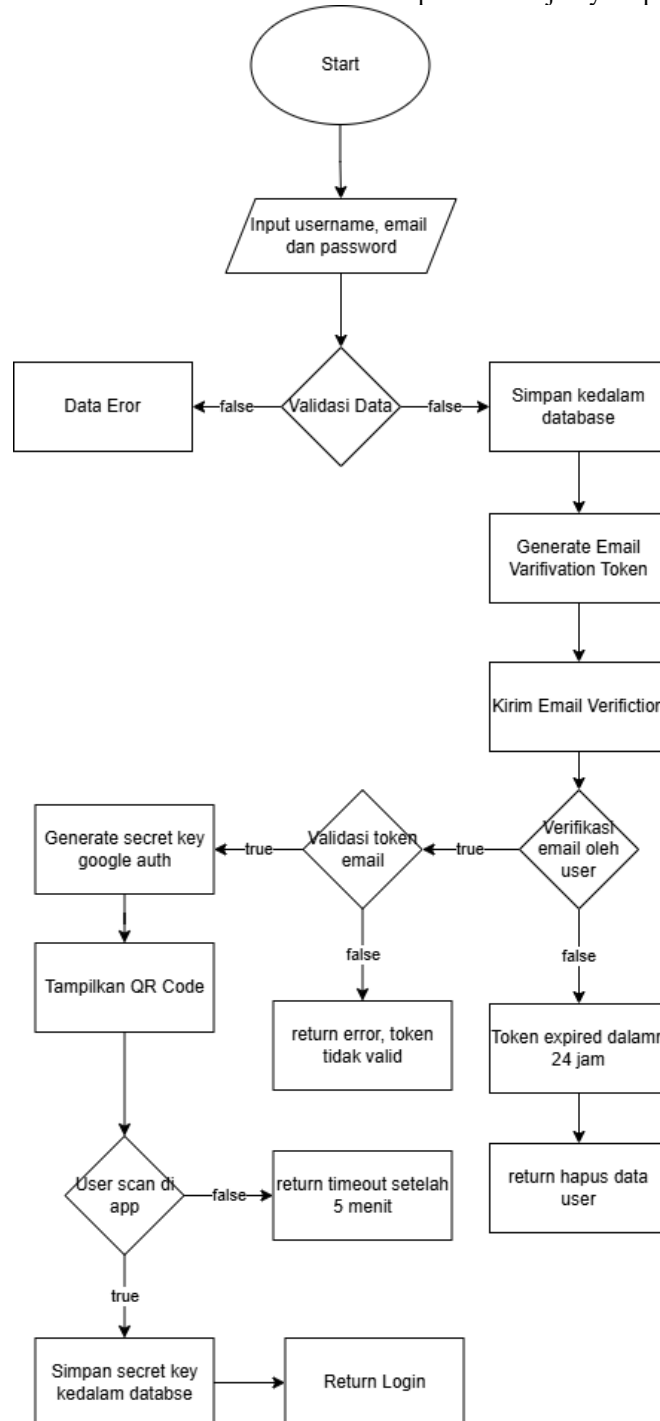 Start
Input username, email
dan password
Data Eror
false
Validasi Data
false
Simpan kedalam
database
Generate Email
Varifivation Token
Kirim Email Verifiction
Generate secret key
google auth
true
Validasi token
email
true
Verifikasi
email oleh
user
false
false
Tampilkan QR Code
return error, token
tidak valid
Token expired dalamn
24 jam
User scan di
app
false
return timeout setelah
5 menit
return hapus data
user
true
Simpan secret key
kedalam databse
Return Login